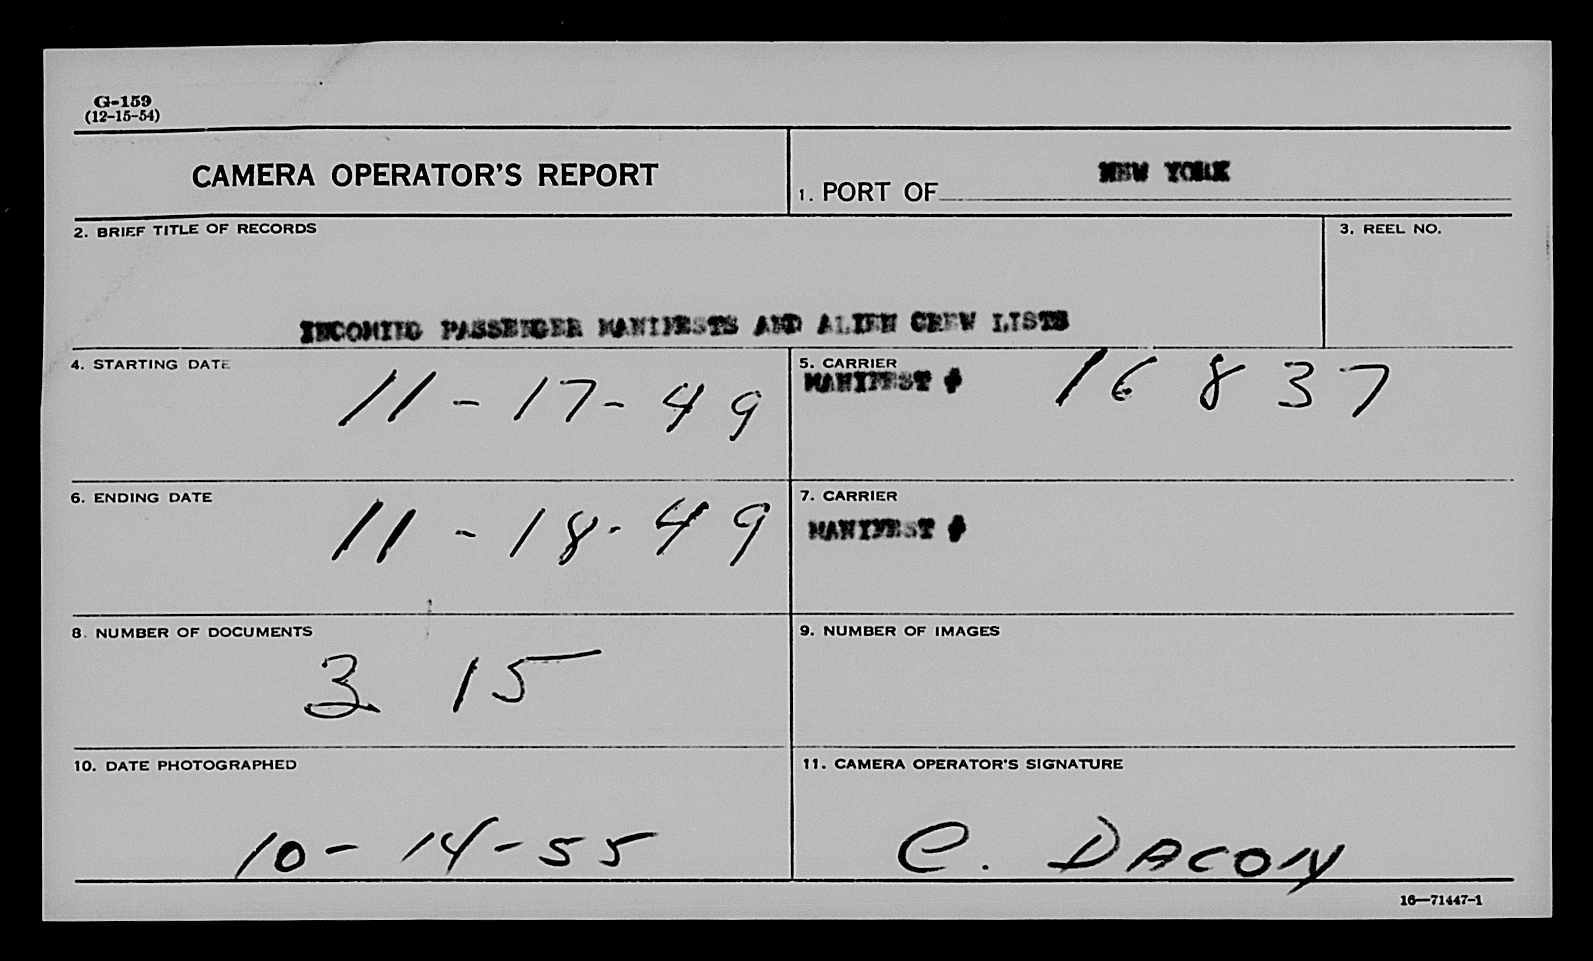 G-159
(12-15-54)
CAMERA OPERATOR'S REPORT
1. PORT OF NEW YORK
2. BRIEF TITLE OF RECORDS
3. REEL NO.
INCOMING PASSENGER MANIFESTS AND ALIEN CREW LISTS
4. STARTING DATE
11-17-49
5. CARRIER
MANIFEST # 16837
6. ENDING DATE
11-18-49
7. CARRIER
MANIFEST #
8. NUMBER OF DOCUMENTS
315
9. NUMBER OF IMAGES
10. DATE PHOTOGRAPHED
10-14-55
11. CAMERA OPERATOR'S SIGNATURE
C. DACON
16—71447-1